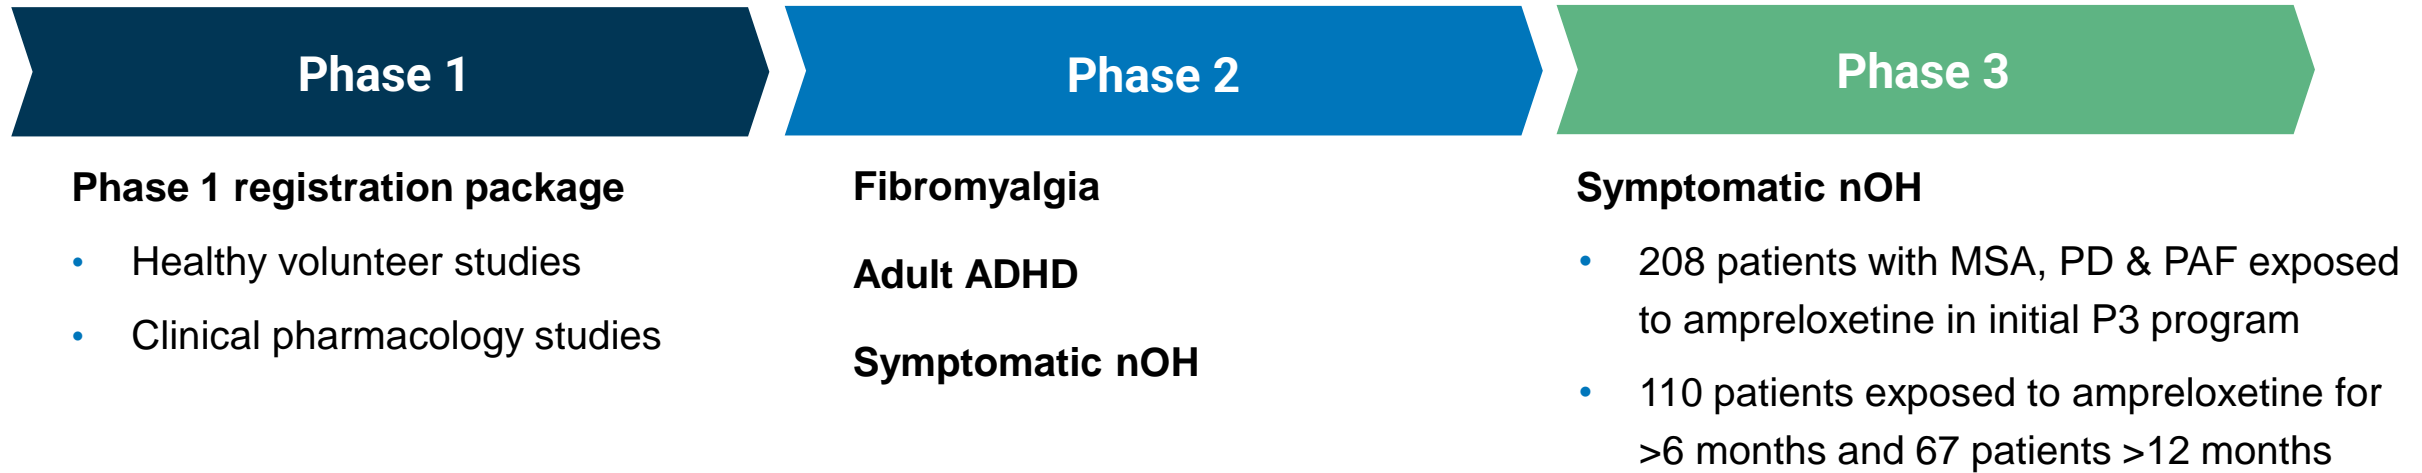 Phase 1
Phase 1 registration package
• Healthy volunteer studies
• Clinical pharmacology studies
Phase 2
Fibromyalgia
Adult ADHD
Symptomatic nOH
Phase 3
Symptomatic nOH
• 208 patients with MSA, PD & PAF exposed
to ampreloxetine in initial P3 program
• 110 patients exposed to ampreloxetine for
>6 months and 67 patients >12 months